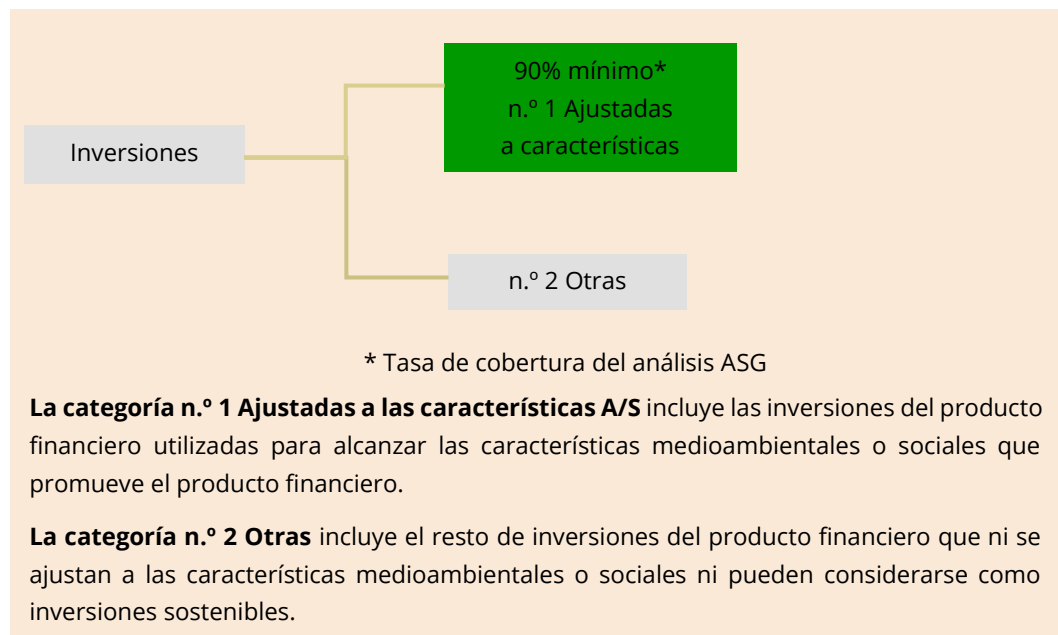 90% mínimo*
n.º 1 Ajustadas
a características
Inversiones
n.º 2 Otras
* Tasa de cobertura del análisis ASG
La categoría n.º 1 Ajustadas a las características A/S incluye las inversiones del producto
financiero utilizadas para alcanzar las características medioambientales o sociales que
promueve el producto financiero.
La categoría n.º 2 Otras incluye el resto de inversiones del producto financiero que ni se
ajustan a las características medioambientales o sociales ni pueden considerarse como
inversiones sostenibles.